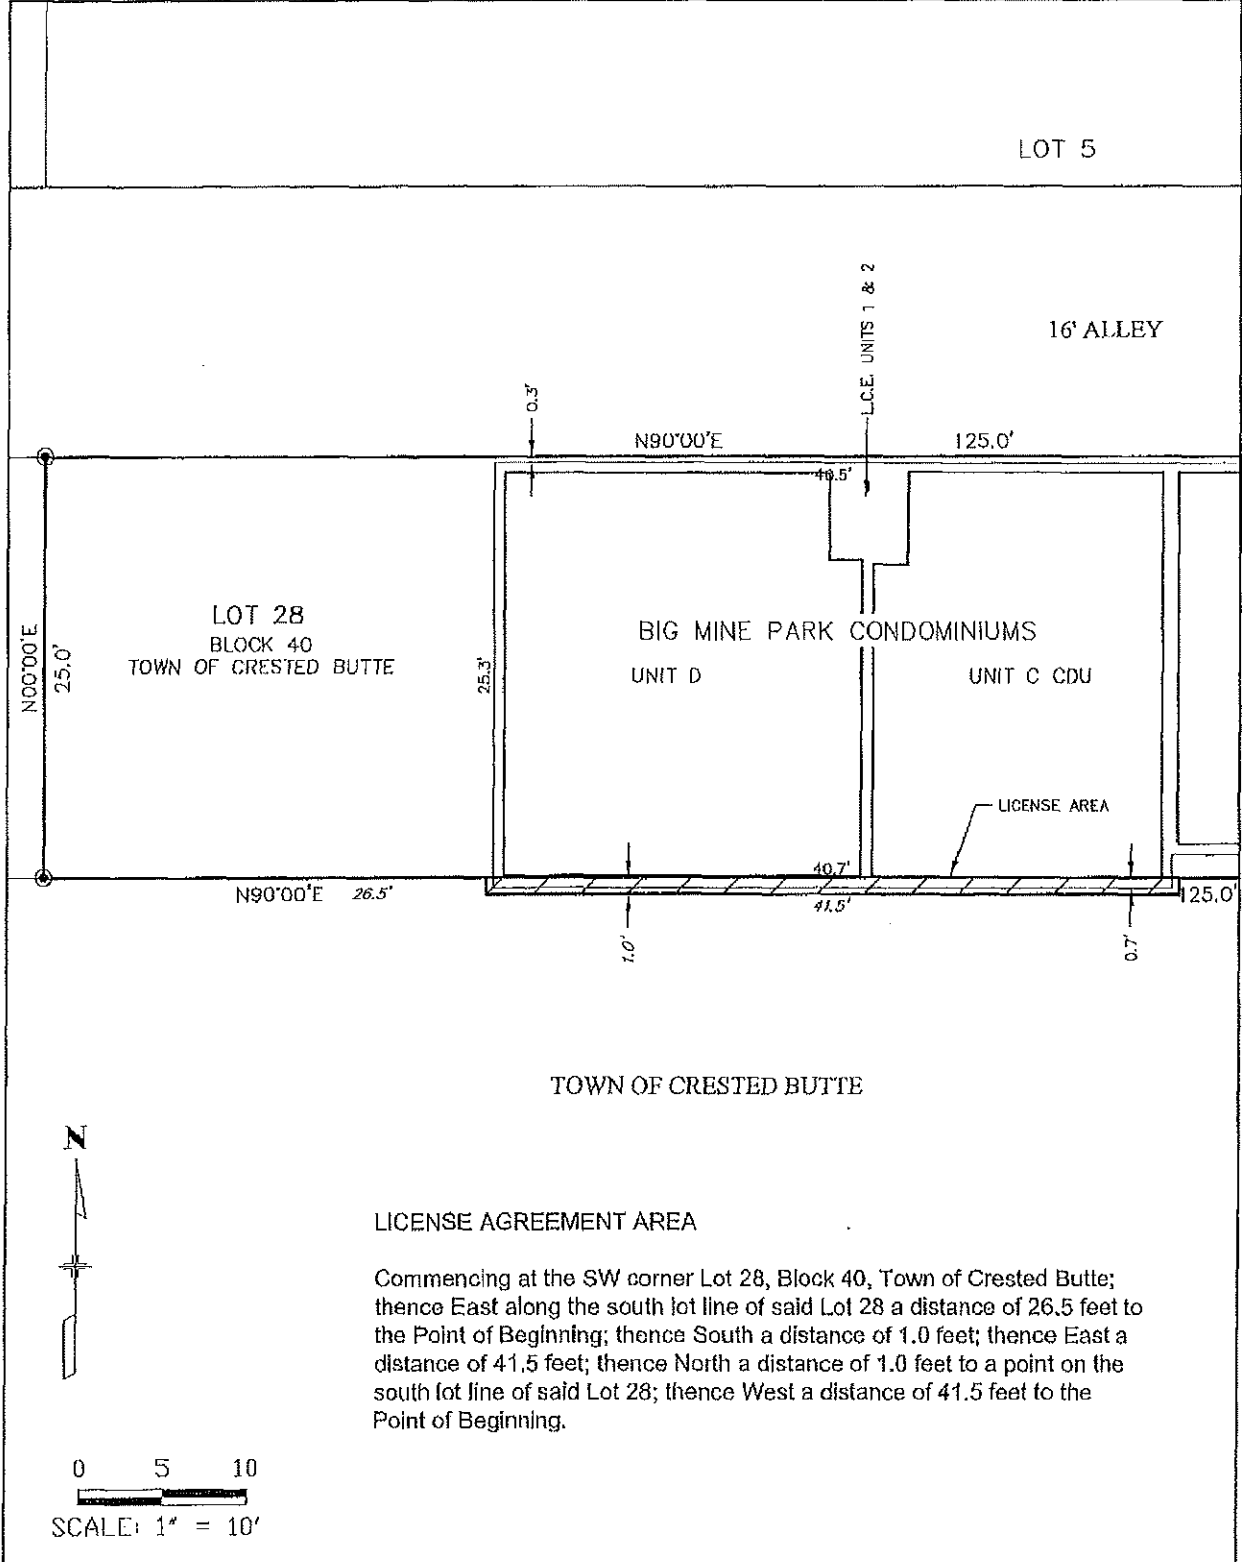 LOT 5
L.C.E. UNITS 1 & 2
16' ALLEY
0.3'
N90°00'E
125.0'
40.5'
LOT 28
BLOCK 40
TOWN OF CRESTED BUTTE
N00°00'E
25.0'
25.3'
BIG MINE PARK CONDOMINIUMS
UNIT D
UNIT C CDU
LICENSE AREA
40.7'
N90°00'E
26.5'
41.5'
125.0'
1.0'
0.7'
TOWN OF CRESTED BUTTE
N
LICENSE AGREEMENT AREA
Commencing at the SW corner Lot 28, Block 40, Town of Crested Butte;
thence East along the south lot line of said Lot 28 a distance of 26.5 feet to
the Point of Beginning; thence South a distance of 1.0 feet; thence East a
distance of 41.5 feet; thence North a distance of 1.0 feet to a point on the
south lot line of said Lot 28; thence West a distance of 41.5 feet to the
Point of Beginning.
0 5 10
SCALE: 1" = 10'